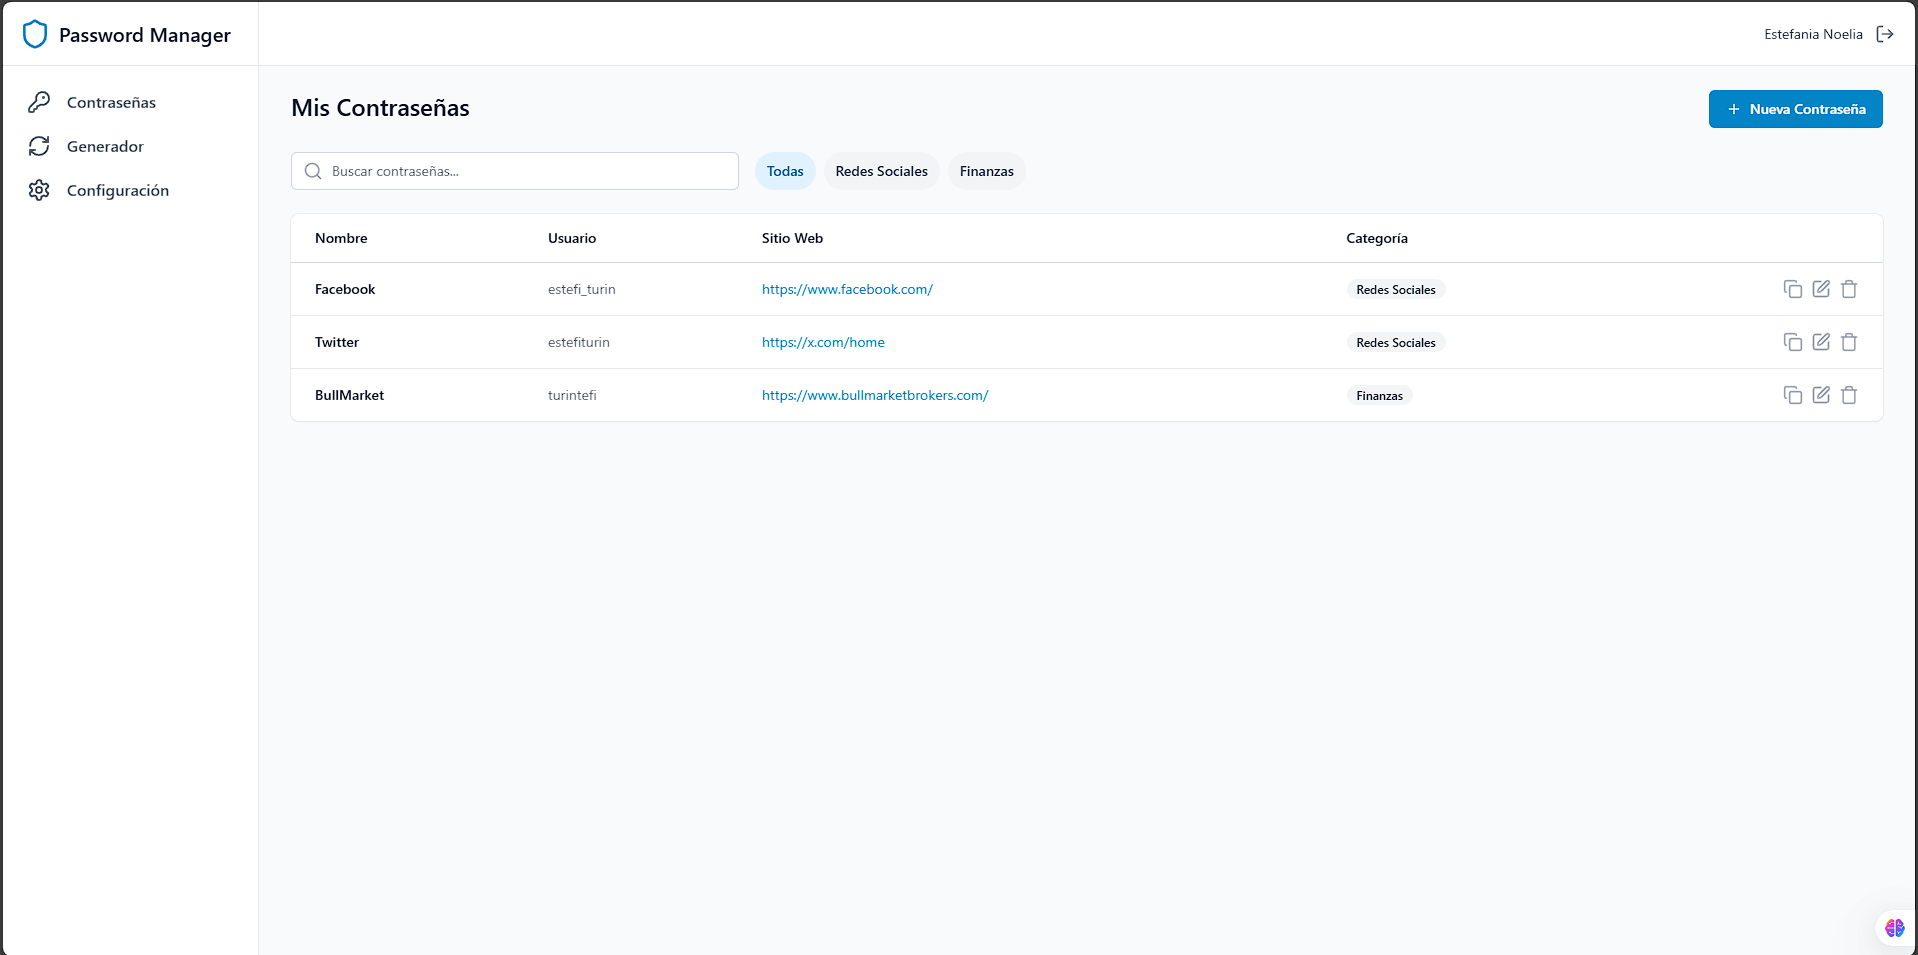 Password Manager
Estefania Noelia
Contraseñas
Generador
Configuración
Mis Contraseñas
+ Nueva Contraseña
Buscar contraseñas...
Todas Redes Sociales Finanzas
Nombre Usuario Sitio Web Categoría
Facebook estefi_turin https://www.facebook.com/ Redes Sociales
Twitter estefiturin https://x.com/home Redes Sociales
BullMarket turintefi https://www.bullmarketbrokers.com/ Finanzas